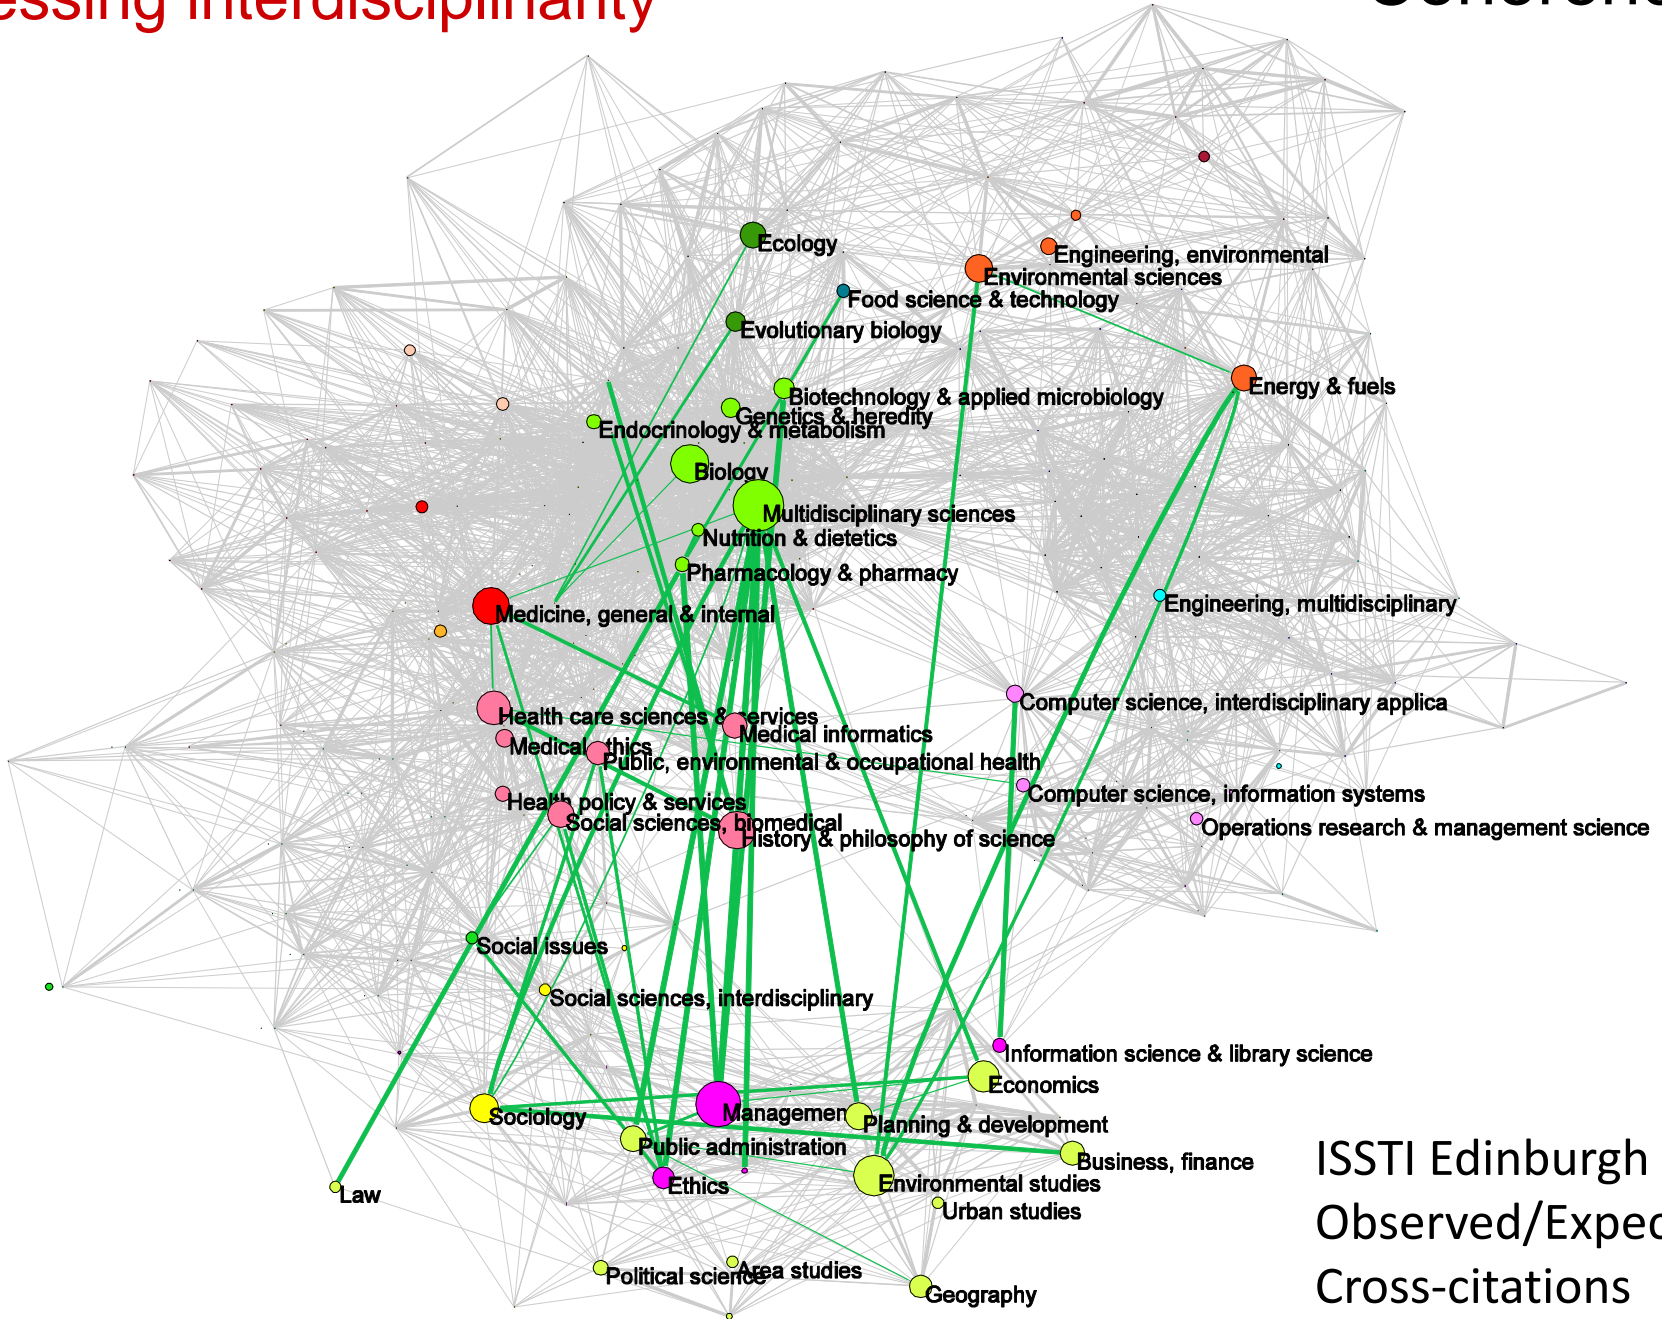 essing Interdisciplinarity
Ecology
Engineering, environmental
Environmental sciences
Food science & technology
Evolutionary biology
Energy & fuels
Biotechnology & applied microbiology
Genetics & heredity
Endocrinology & metabolism
Biology
Multidisciplinary sciences
Nutrition & dietetics
Pharmacology & pharmacy
Engineering, multidisciplinary
Medicine, general & internal
Computer science, interdisciplinary applica
Health care sciences & services
Medical informatics
Medical ethics
Public, environmental & occupational health
Computer science, information systems
Health policy & services
Social sciences, biomedical
Operations research & management science
History & philosophy of science
Social issues
Social sciences, interdisciplinary
Information science & library science
Economics
Managemen
Sociology
Planning & development
Public administration
Business, finance
Environmental studies
Ethics
Law
Urban studies
Area studies
Political science
Geography
ISSTI Edinburgh
Observed/Expec
Cross-citations